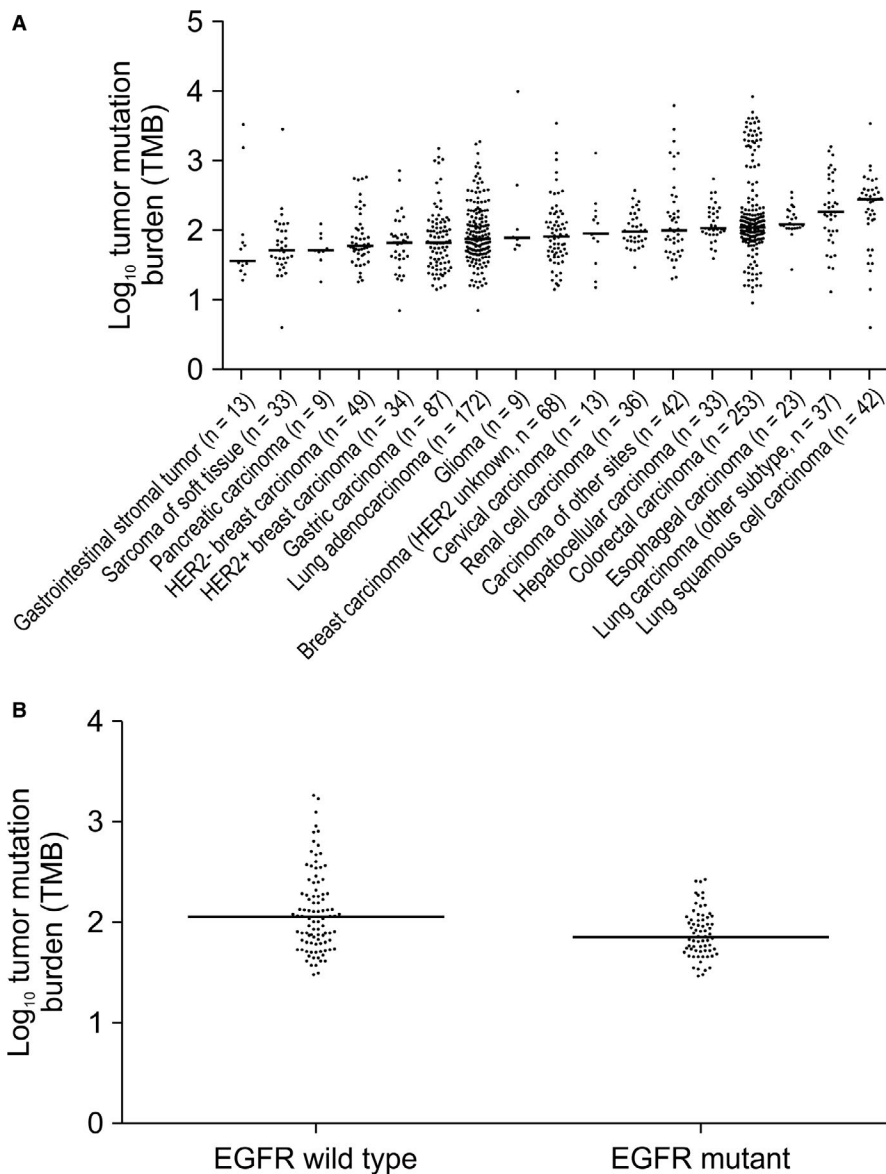 A
Log₁₀ tumor mutation
burden (TMB)
5
4
3
2
1
0
Gastrointestinal stromal tumor (n = 13)
Sarcoma of soft tissue (n = 33)
Pancreatic carcinoma (n = 9)
HER2- breast carcinoma (n = 49)
HER2+ breast carcinoma (n = 34)
Gastric carcinoma (n = 87)
Lung adenocarcinoma (n = 172)
Glioma (n = 9)
Breast carcinoma (HER2 unknown, n = 68)
Cervical carcinoma (n = 13)
Renal cell carcinoma (n = 36)
Carcinoma of other sites (n = 42)
Hepatocellular carcinoma (n = 33)
Colorectal carcinoma (n = 253)
Esophageal carcinoma (n = 23)
Lung carcinoma (other subtype, n = 37)
Lung squamous cell carcinoma (n = 42)
B
Log₁₀ tumor mutation
burden (TMB)
4
3
2
1
0
EGFR wild type
EGFR mutant